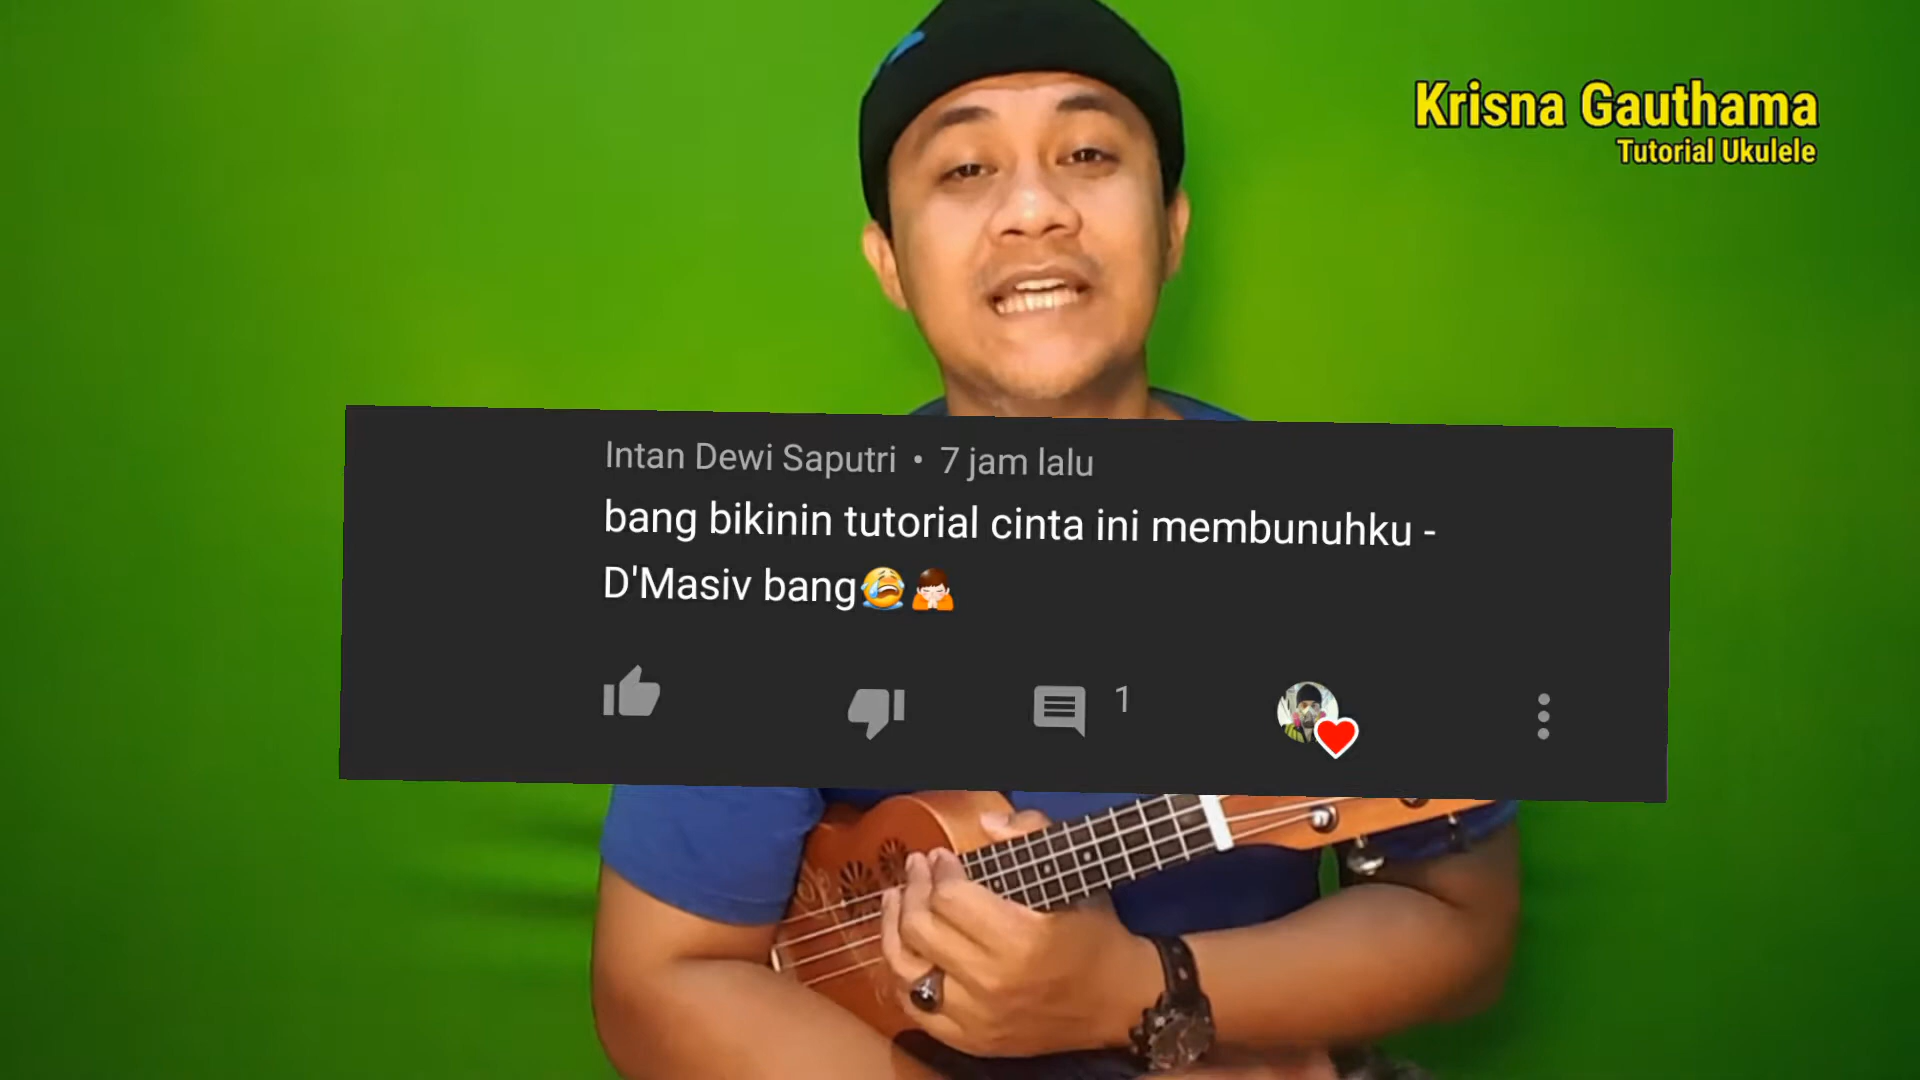 Krisna Gauthama
Tutorial Ukulele
Intan Dewi Saputri • 7 jam lalu
bang bikinin tutorial cinta ini membunuhku -
D'Masiv bang😭🙏
1